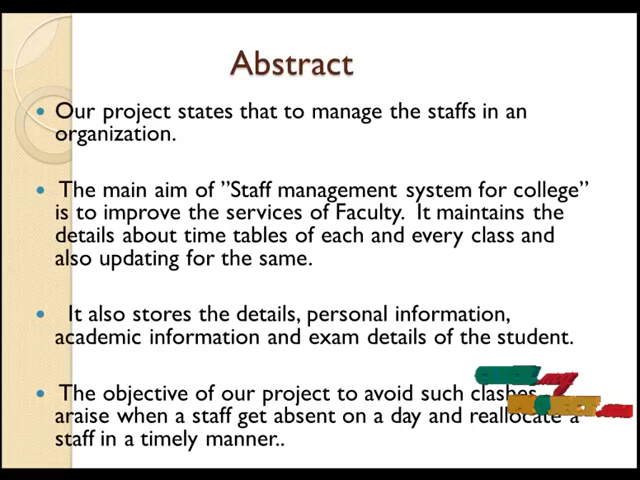 Abstract
Our project states that to manage the staffs in an
organization.
The main aim of ”Staff management system for college”
is to improve the services of Faculty. It maintains the
details about time tables of each and every class and
also updating for the same.
It also stores the details, personal information,
academic information and exam details of the student.
The objective of our project to avoid such clashes
araise when a staff get absent on a day and reallocate a
staff in a timely manner..